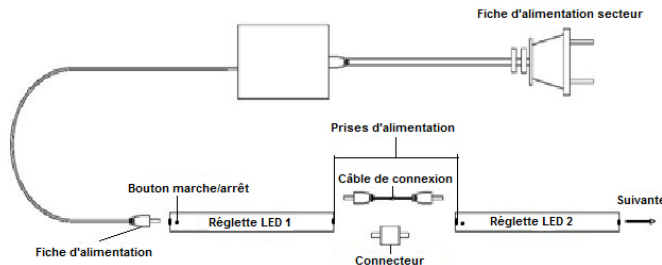 Fiche d'alimentation secteur
Prises d'alimentation
Câble de connexion
Bouton marche/arrêt
Suivante
Réglette LED 1
Réglette LED 2
Fiche d'alimentation
Connecteur